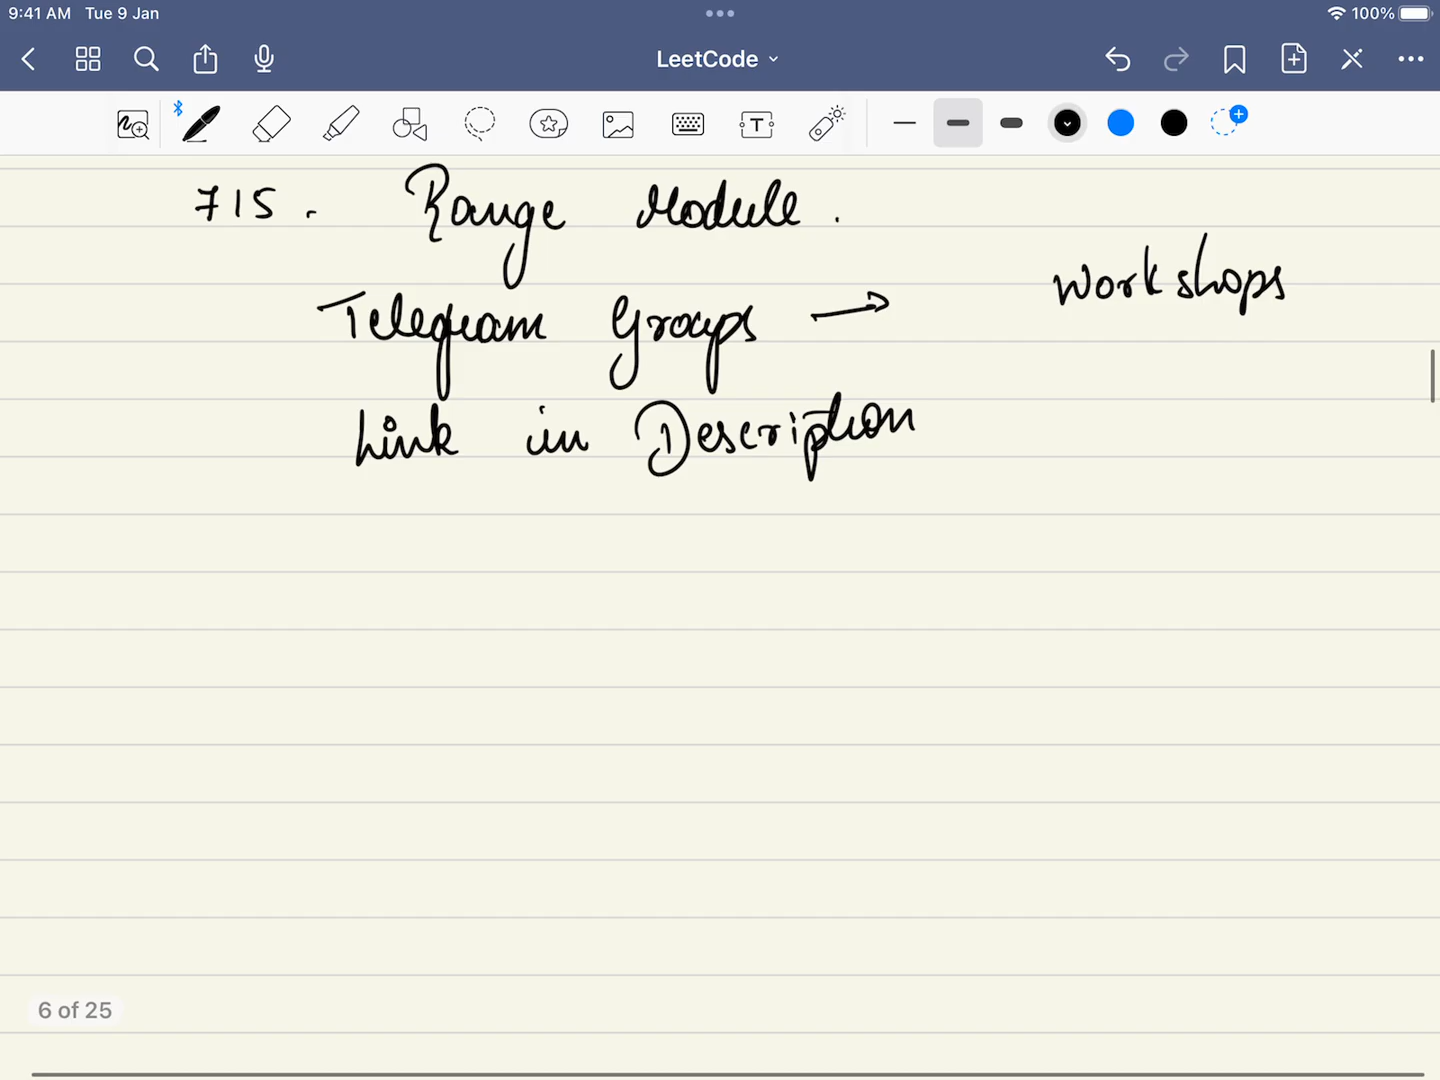 9:41 AM Tue 9 Jan
100%
LeetCode
T
715. Range Module.
Telegram Groups → workshops
Link in Description
6 of 25